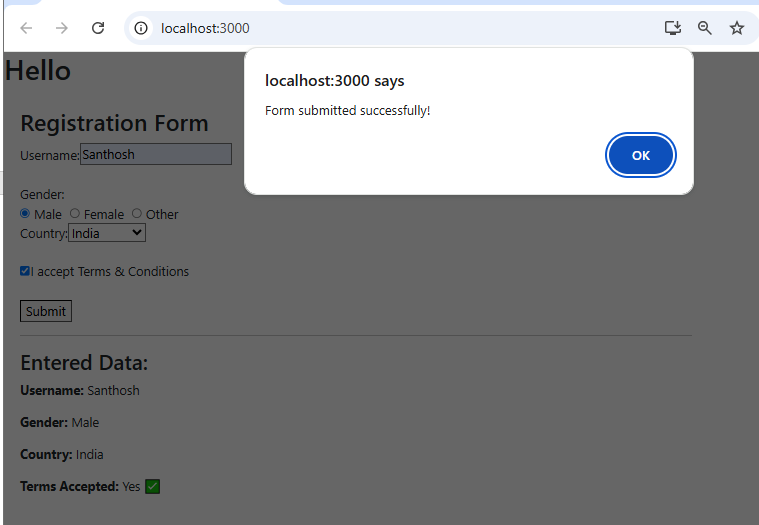 localhost:3000
Hello
localhost:3000 says
Form submitted successfully!
OK
Registration Form
Username: Santhosh
Gender:
Male Female Other
Country: India
I accept Terms & Conditions
Submit
Entered Data:
Username: Santhosh
Gender: Male
Country: India
Terms Accepted: Yes ✅